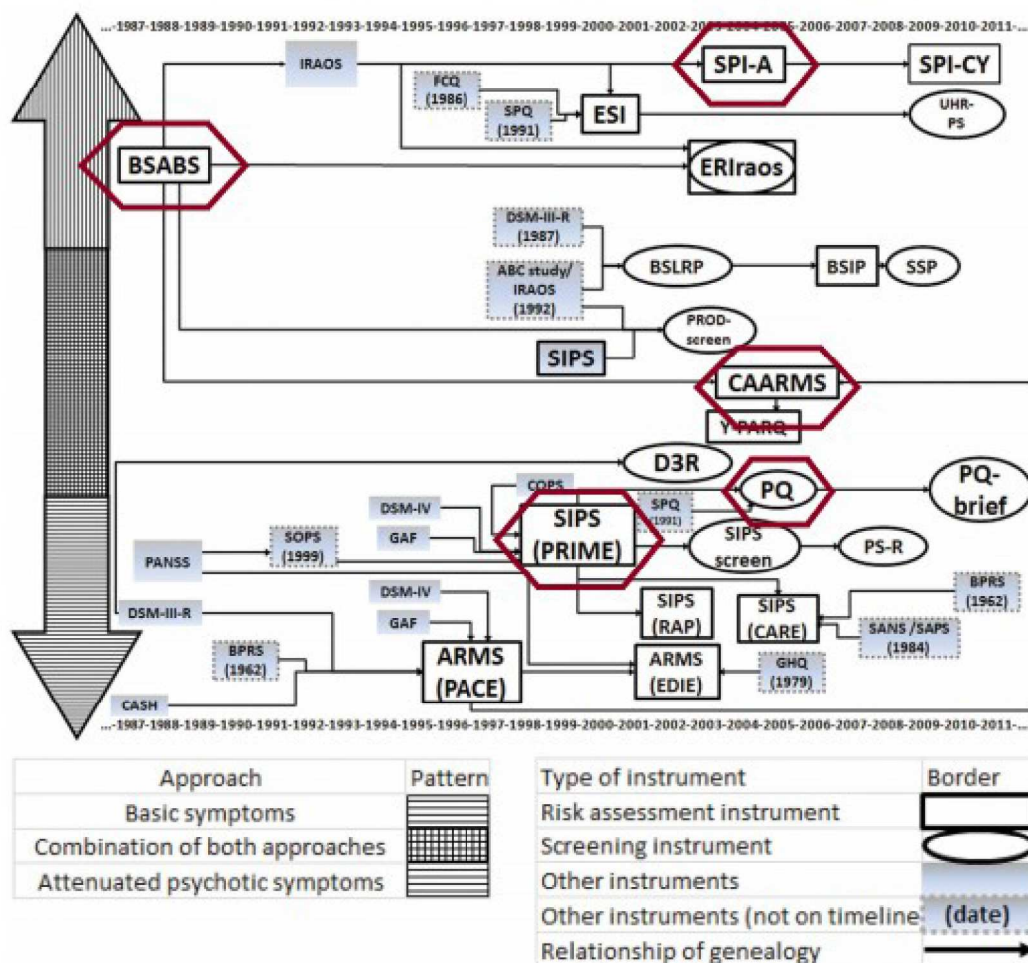 ...-1987-1988-1989-1990-1991-1992-1993-1994-1995-1996-1997-1998-1999-2000-2001-2002-2003-2004-2005-2006-2007-2008-2009-2010-2011-...
IRAOS
SPI-A
SPI-CY
FCQ
(1986)
SPQ
(1991)
ESI
UHR-
PS
BSABS
ERIraos
DSM-III-R
(1987)
ABC study/
IRAOS
(1992)
BSLRP
BSIP
SSP
PROD-
screen
SIPS
CAARMS
Y-PARQ
D3R
COPS
PQ
PQ-
brief
DSM-IV
GAF
SIPS
(PRIME)
SPQ
(1991)
SIPS
screen
PS-R
PANSS
SOPS
(1999)
DSM-III-R
DSM-IV
GAF
SIPS
(RAP)
SIPS
(CARE)
BPRS
(1962)
SANS /SAPS
(1984)
BPRS
(1962)
ARMS
(PACE)
ARMS
(EDIE)
GHQ
(1979)
CASH
...-1987-1988-1989-1990-1991-1992-1993-1994-1995-1996-1997-1998-1999-2000-2001-2002-2003-2004-2005-2006-2007-2008-2009-2010-2011-...
Approach Pattern
Basic symptoms
Combination of both approaches
Attenuated psychotic symptoms
Type of instrument Border
Risk assessment instrument
Screening instrument
Other instruments
Other instruments (not on timeline (date)
Relationship of genealogy